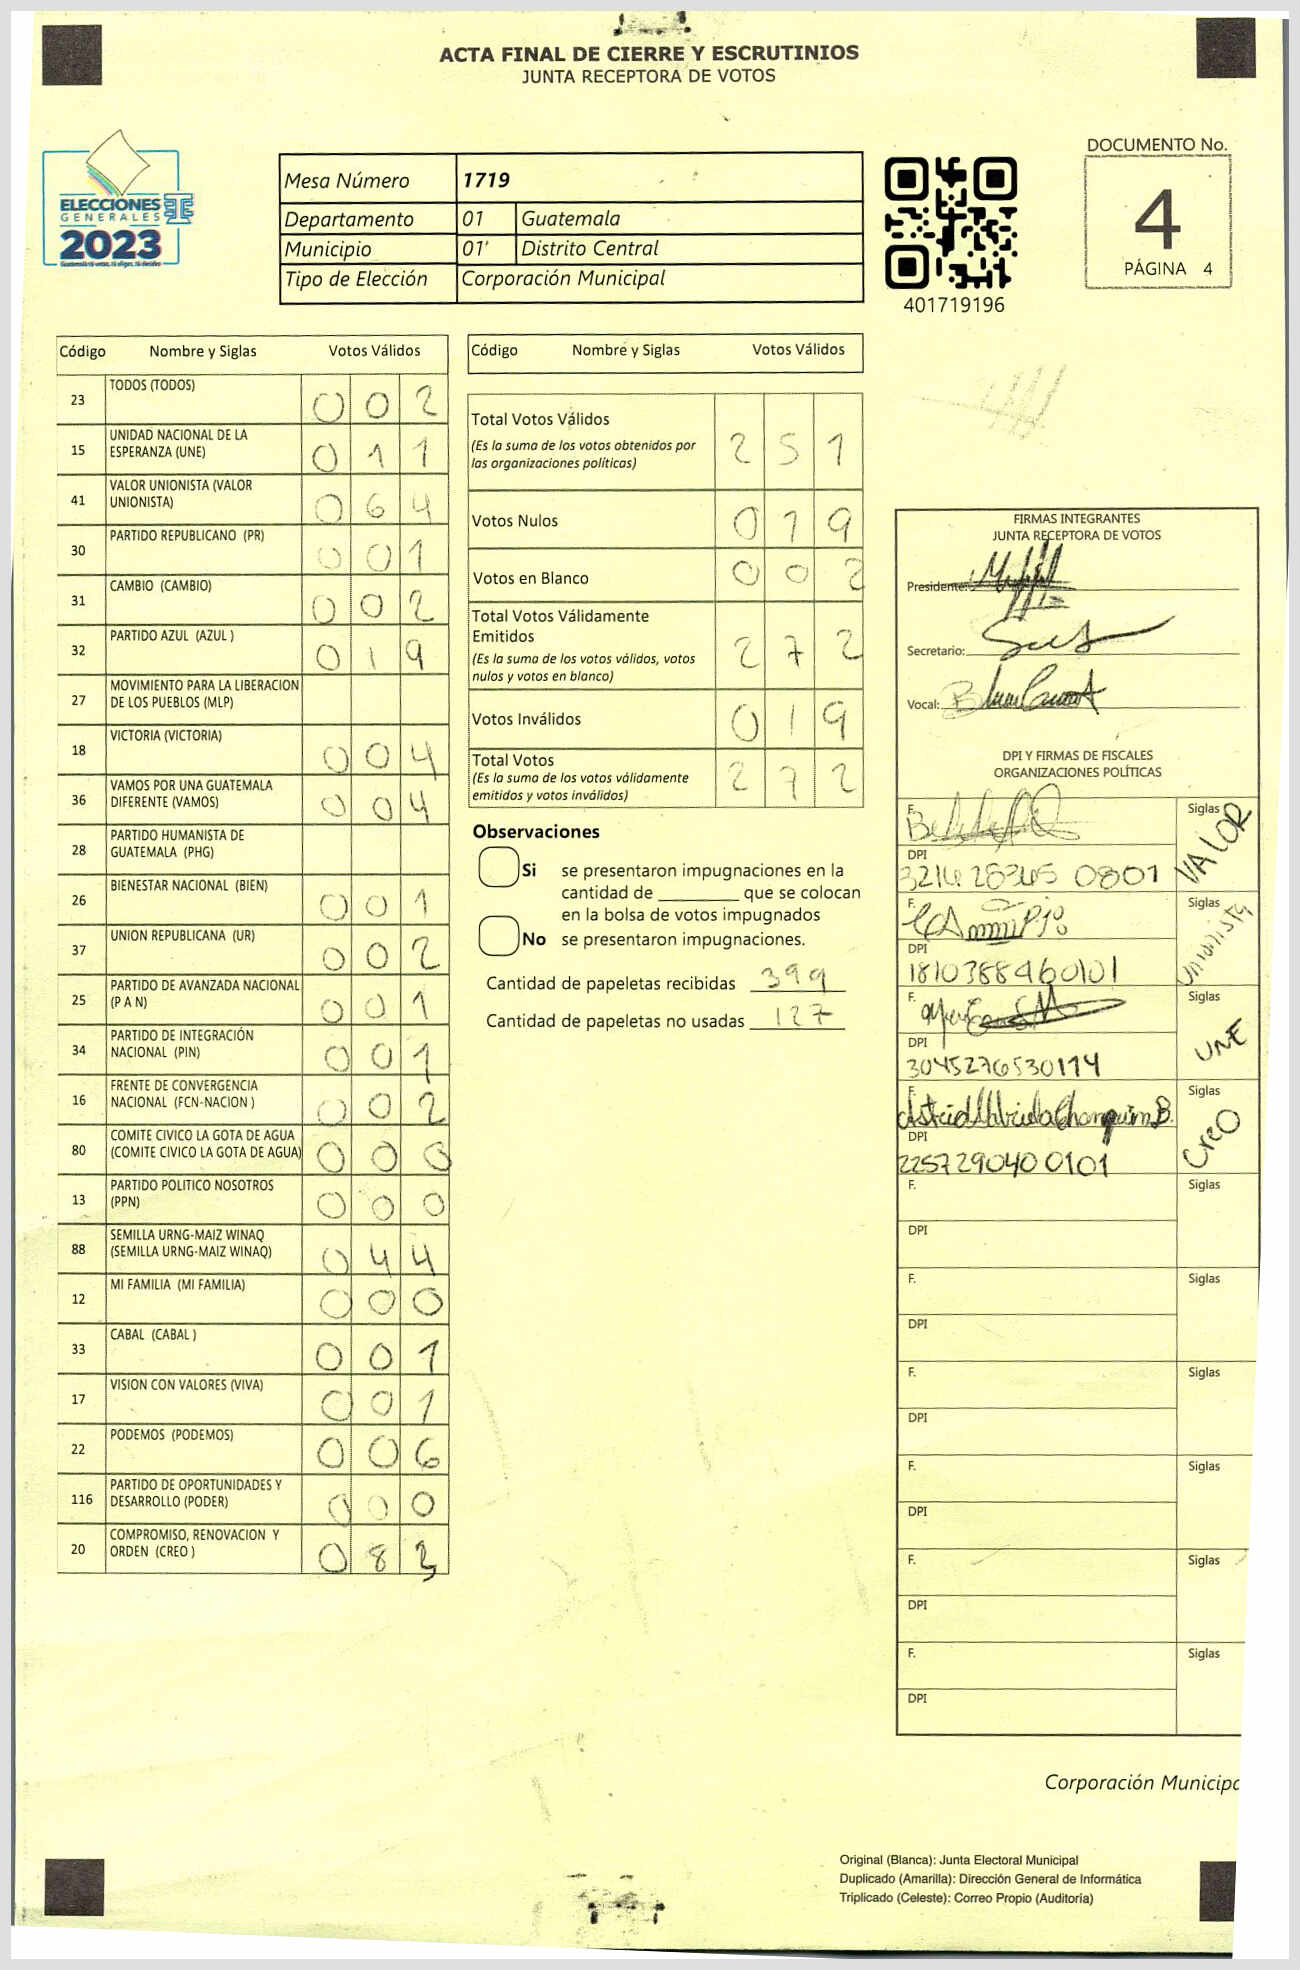 ACTA FINAL DE CIERRE Y ESCRUTINIOS
JUNTA RECEPTORA DE VOTOS
ELECCIONES
GENERALES
2023
Mesa Número 1719
Departamento 01 Guatemala
Municipio 01' Distrito Central
Tipo de Elección Corporación Municipal
401719196
DOCUMENTO No.
4
PÁGINA 4
Código Nombre y Siglas Votos Válidos
23 TODOS (TODOS) 0 0 2
15 UNIDAD NACIONAL DE LA
ESPERANZA (UNE) 0 1 1
41 VALOR UNIONISTA (VALOR
UNIONISTA) 0 6 4
30 PARTIDO REPUBLICANO (PR) 0 0 1
31 CAMBIO (CAMBIO) 0 0 2
32 PARTIDO AZUL (AZUL ) 0 1 9
27 MOVIMIENTO PARA LA LIBERACION
DE LOS PUEBLOS (MLP)
18 VICTORIA (VICTORIA) 0 0 4
36 VAMOS POR UNA GUATEMALA
DIFERENTE (VAMOS) 0 0 4
28 PARTIDO HUMANISTA DE
GUATEMALA (PHG)
26 BIENESTAR NACIONAL (BIEN) 0 0 1
37 UNION REPUBLICANA (UR) 0 0 2
25 PARTIDO DE AVANZADA NACIONAL
(P A N) 0 0 1
34 PARTIDO DE INTEGRACIÓN
NACIONAL (PIN) 0 0 1
16 FRENTE DE CONVERGENCIA
NACIONAL (FCN-NACION ) 0 0 2
80 COMITE CIVICO LA GOTA DE AGUA
(COMITE CIVICO LA GOTA DE AGUA) 0 0 0
13 PARTIDO POLITICO NOSOTROS
(PPN) 0 0 0
88 SEMILLA URNG-MAIZ WINAQ
(SEMILLA URNG-MAIZ WINAQ) 0 4 4
12 MI FAMILIA (MI FAMILIA) 0 0 0
33 CABAL (CABAL ) 0 0 1
17 VISION CON VALORES (VIVA) 0 0 1
22 PODEMOS (PODEMOS) 0 0 6
116 PARTIDO DE OPORTUNIDADES Y
DESARROLLO (PODER) 0 0 0
20 COMPROMISO, RENOVACION Y
ORDEN (CREO ) 0 8
Código Nombre y Siglas Votos Válidos
Total Votos Válidos 2 5 1
(Es la suma de los votos obtenidos por
las organizaciones políticas)
Votos Nulos 0 1 9
Votos en Blanco 0 0 2
Total Votos Válidamente
Emitidos 2 7 2
(Es la suma de los votos válidos, votos
nulos y votos en blanco)
Votos Inválidos 0 1 9
Total Votos 2 7 2
(Es la suma de los votos válidamente
emitidos y votos inválidos)
Observaciones
Si se presentaron impugnaciones en la
cantidad de ________ que se colocan
en la bolsa de votos impugnados
No se presentaron impugnaciones.
Cantidad de papeletas recibidas 399
Cantidad de papeletas no usadas 127
FIRMAS INTEGRANTES
JUNTA RECEPTORA DE VOTOS
Presidente:
Secretario:
Vocal:
DPI Y FIRMAS DE FISCALES
ORGANIZACIONES POLÍTICAS
F. Siglas VALOR
DPI
3214 28365 0801
F. Siglas Unionista
DPI
1810388460101
F. Siglas UNE
DPI
3045276530114
F. Siglas CreO
DPI
2257290400101
F. Siglas
DPI
F. Siglas
DPI
F. Siglas
DPI
F. Siglas
DPI
F. Siglas
DPI
F. Siglas
DPI
Corporación Municipa
Original (Blanca): Junta Electoral Municipal
Duplicado (Amarilla): Dirección General de Informática
Triplicado (Celeste): Correo Propio (Auditoría)